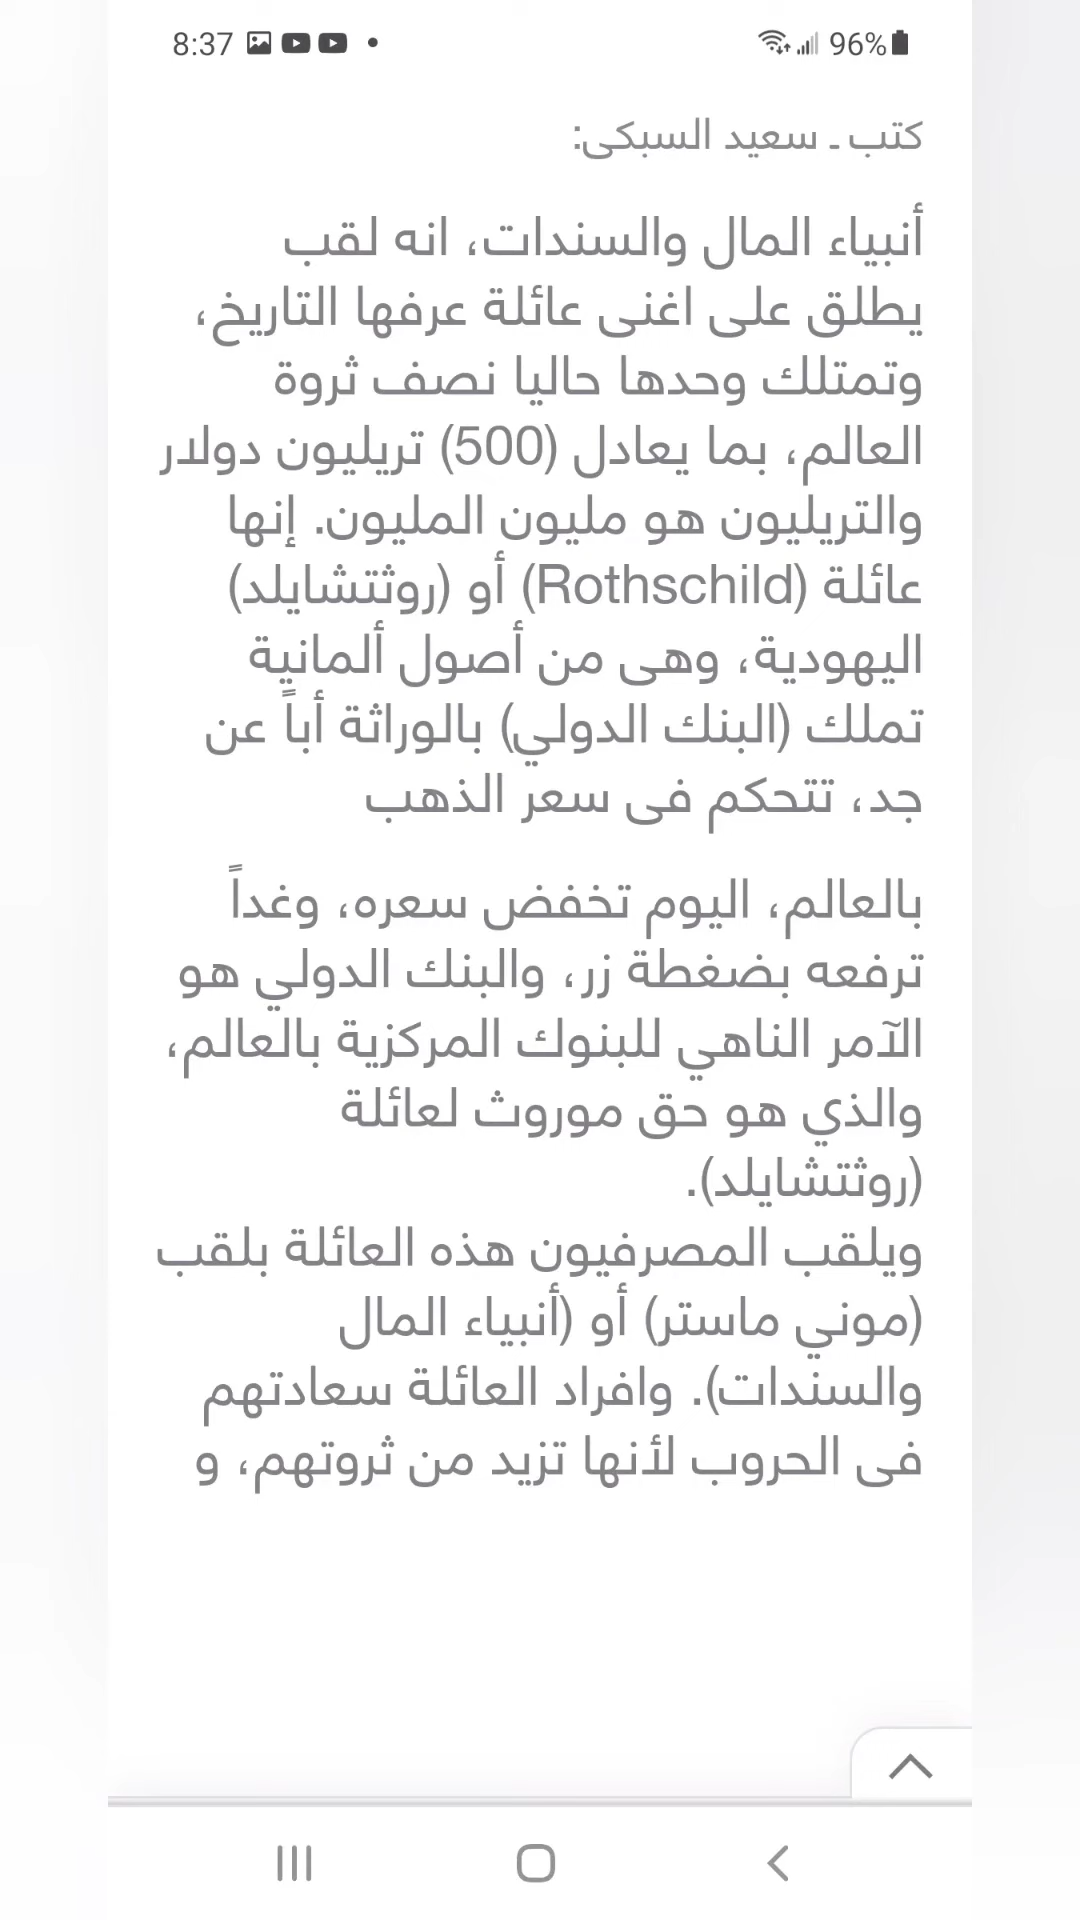 8:37
96%
كتب ـ سعيد السبكى:
أنبياء المال والسندات، انه لقب
يطلق على اغنى عائلة عرفها التاريخ،
وتمتلك وحدها حاليا نصف ثروة
العالم، بما يعادل (500) تريليون دولار
والتريليون هو مليون المليون. إنها
عائلة (Rothschild) أو (روثتشايلد)
اليهودية، وهى من أصول ألمانية
تملك (البنك الدولي) بالوراثة أباً عن
جد، تتحكم فى سعر الذهب
بالعالم، اليوم تخفض سعره، وغداً
ترفعه بضغطة زر، والبنك الدولي هو
الآمر الناهي للبنوك المركزية بالعالم،
والذي هو حق موروث لعائلة
(روثتشايلد).
ويلقب المصرفيون هذه العائلة بلقب
(موني ماستر) أو (أنبياء المال
والسندات). وافراد العائلة سعادتهم
فى الحروب لأنها تزيد من ثروتهم، و